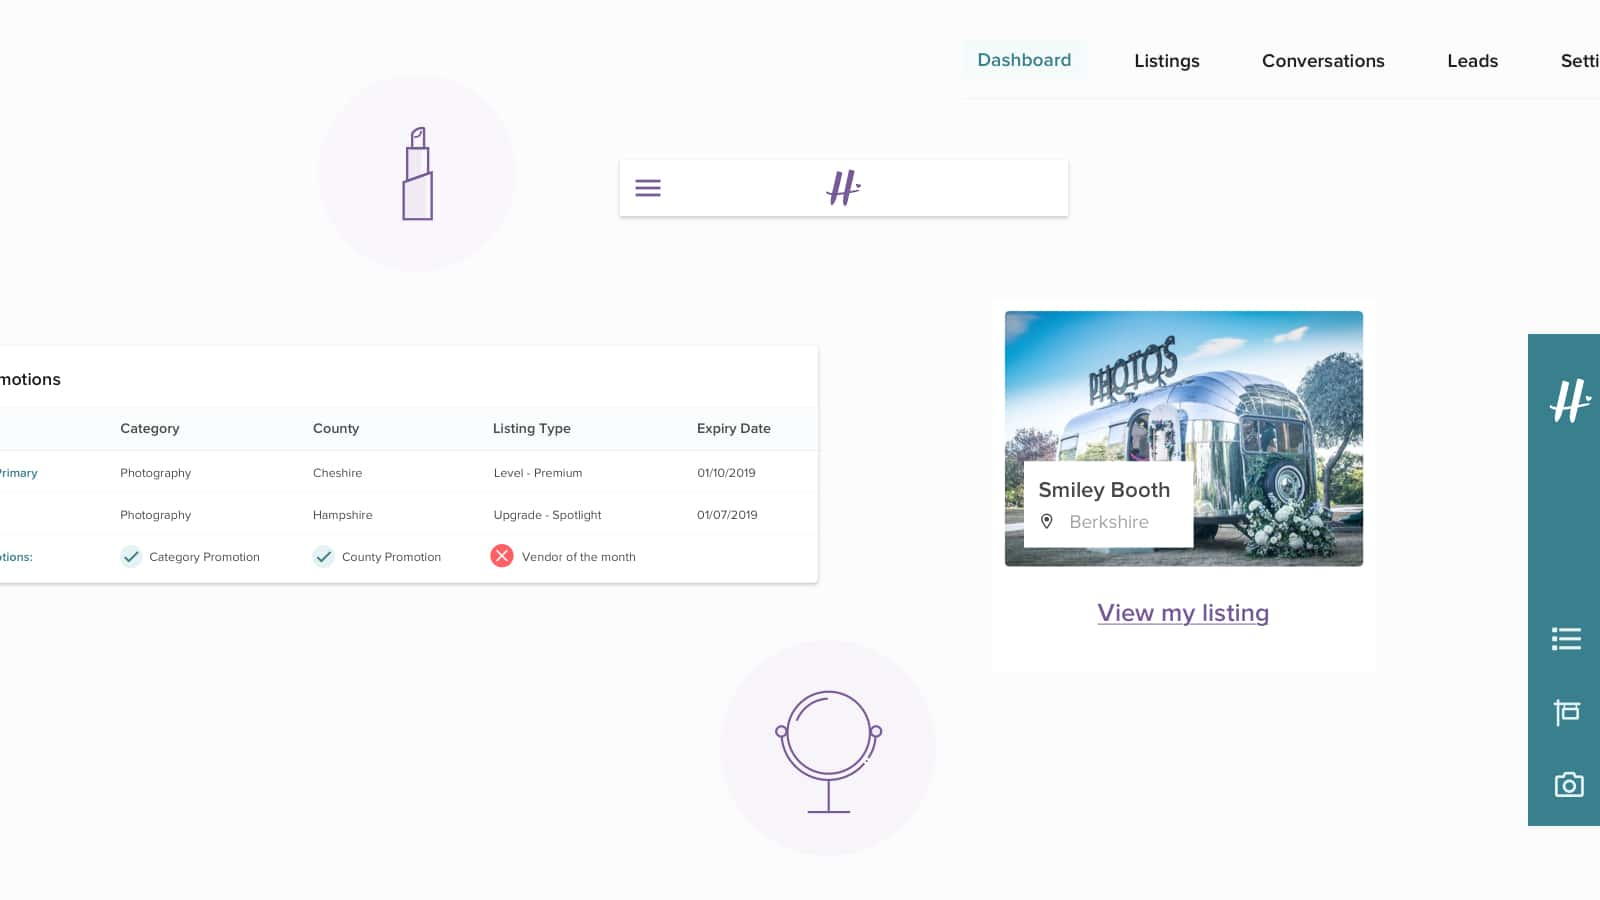 Dashboard Listings Conversations Leads Setti
H
PHOTOS
Smiley Booth
Berkshire
View my listing
motions
Category County Listing Type Expiry Date
Primary Photography Cheshire Level - Premium 01/10/2019
Photography Hampshire Upgrade - Spotlight 01/07/2019
otions: Category Promotion County Promotion Vendor of the month
H